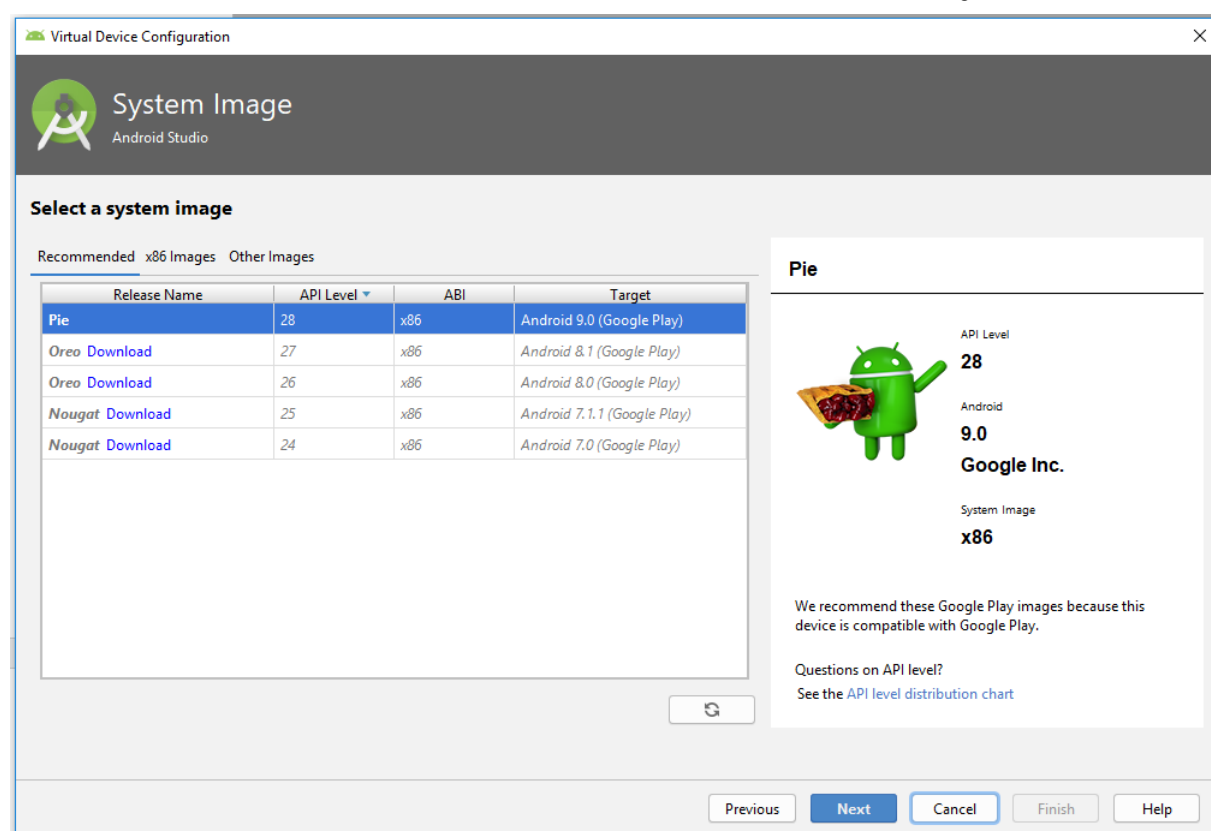 Virtual Device Configuration
System Image
Android Studio
Select a system image
Recommended x86 Images Other Images
Release Name API Level ABI Target
Pie 28 x86 Android 9.0 (Google Play)
Oreo Download 27 x86 Android 8.1 (Google Play)
Oreo Download 26 x86 Android 8.0 (Google Play)
Nougat Download 25 x86 Android 7.1.1 (Google Play)
Nougat Download 24 x86 Android 7.0 (Google Play)
Pie
API Level
28
Android
9.0
Google Inc.
System Image
x86
We recommend these Google Play images because this
device is compatible with Google Play.
Questions on API level?
See the API level distribution chart
Previous Next Cancel Finish Help